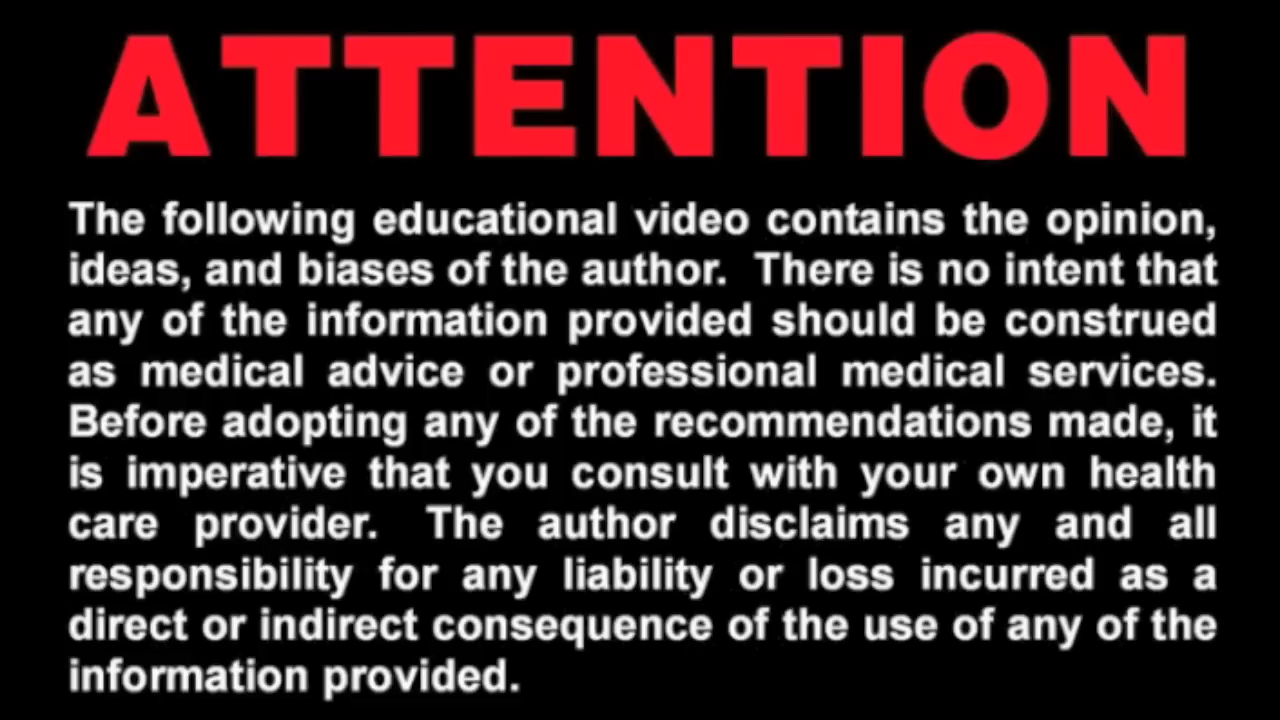 ATTENTION
The following educational video contains the opinion,
ideas, and biases of the author.  There is no intent that
any of the information provided should be construed
as medical advice or professional medical services.
Before adopting any of the recommendations made, it
is imperative that you consult with your own health
care provider.  The author disclaims any and all
responsibility for any liability or loss incurred as a
direct or indirect consequence of the use of any of the
information provided.